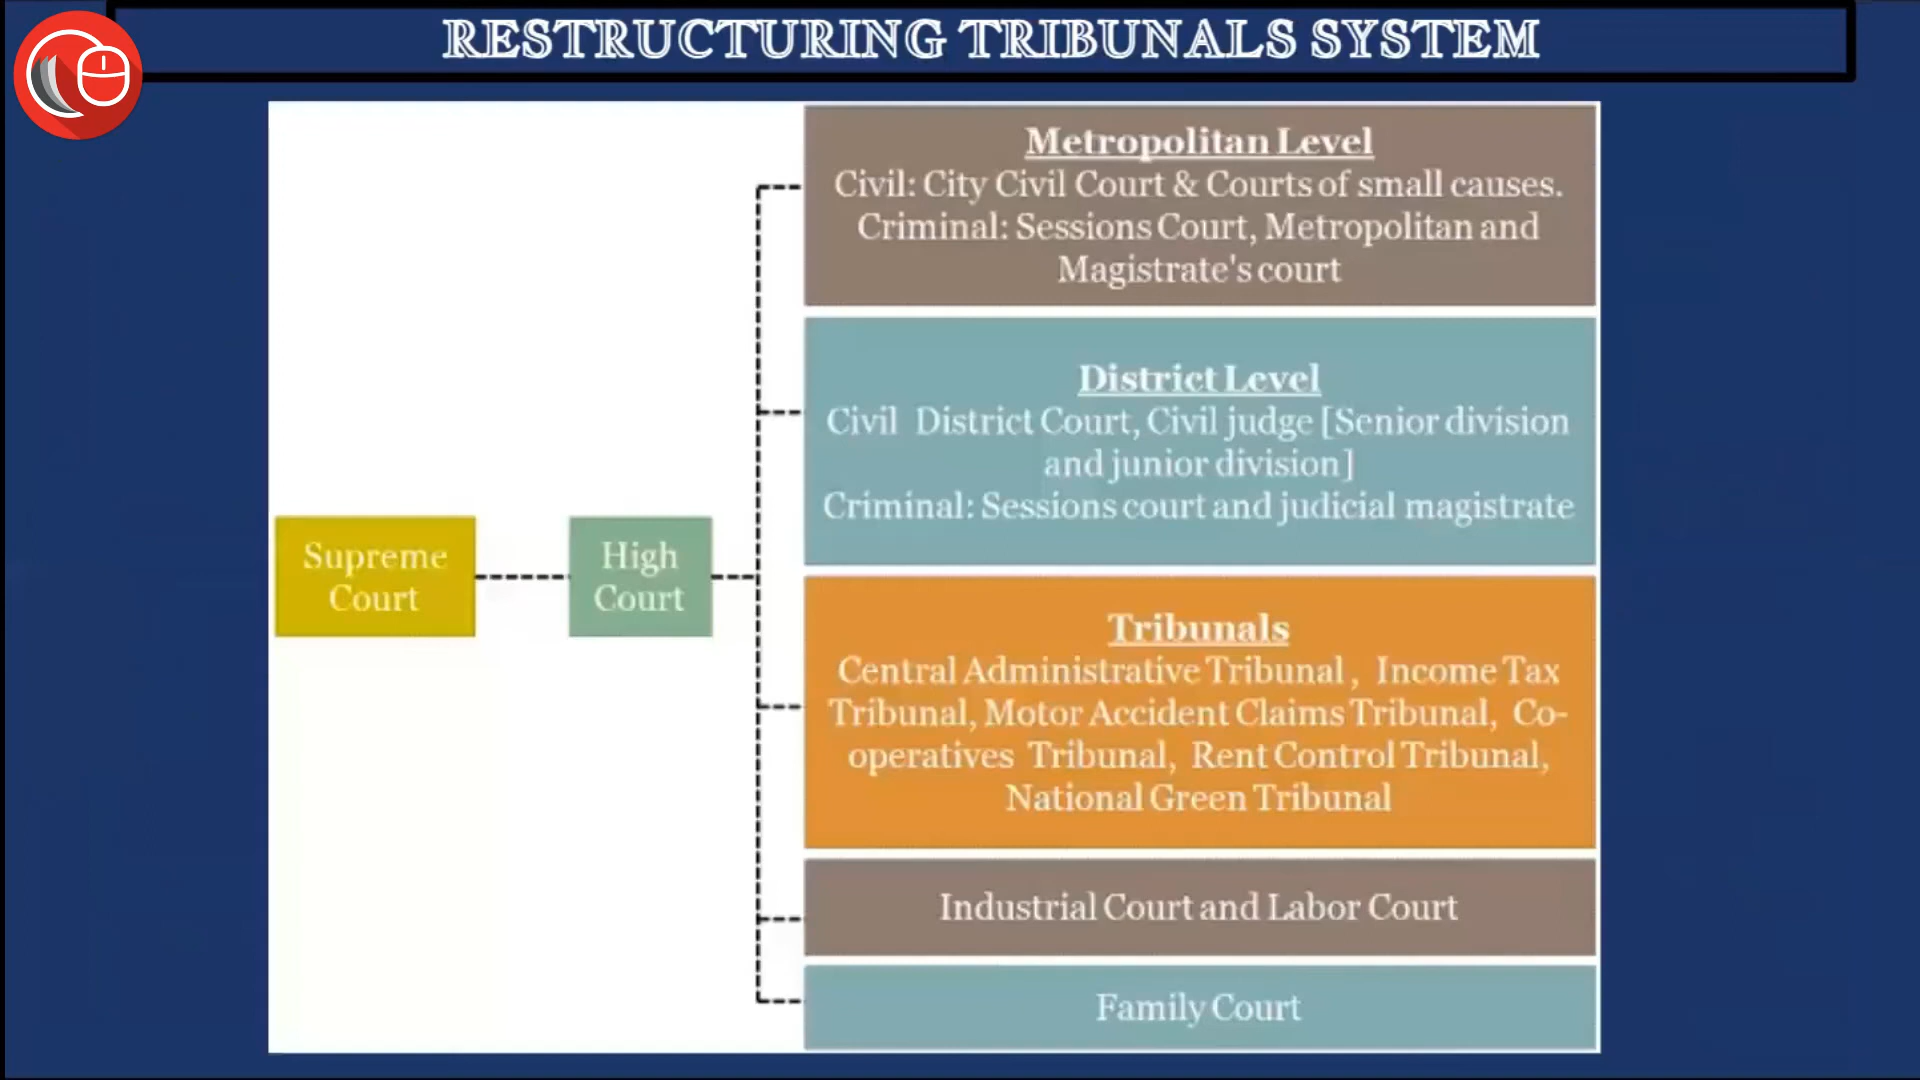 RESTRUCTURING TRIBUNALS SYSTEM
Metropolitan Level
Civil: City Civil Court & Courts of small causes.
Criminal: Sessions Court, Metropolitan and
Magistrate's court
District Level
Civil District Court, Civil judge [Senior division
and junior division]
Criminal: Sessions court and judicial magistrate
Supreme
Court
High
Court
Tribunals
Central Administrative Tribunal , Income Tax
Tribunal, Motor Accident Claims Tribunal, Co-
operatives Tribunal, Rent Control Tribunal,
National Green Tribunal
Industrial Court and Labor Court
Family Court